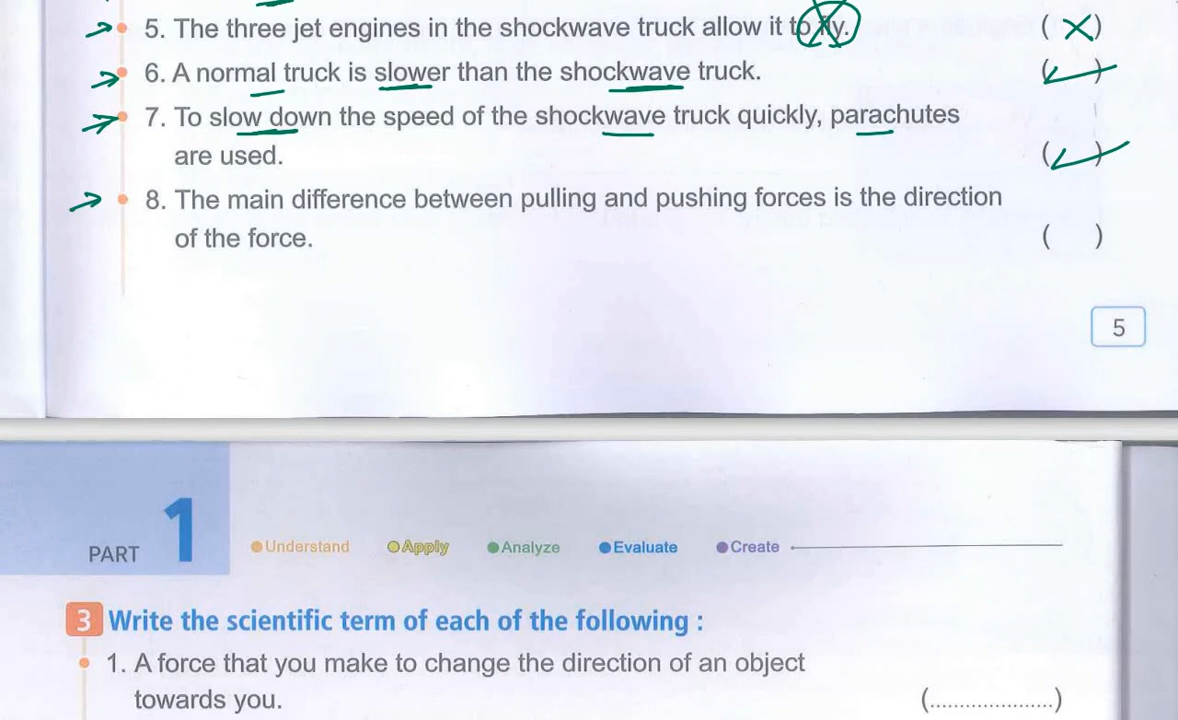 5. The three jet engines in the shockwave truck allow it to fly. (✗)
6. A normal truck is slower than the shockwave truck. (✓)
7. To slow down the speed of the shockwave truck quickly, parachutes
are used. (✓)
8. The main difference between pulling and pushing forces is the direction
of the force. ( )
5
PART 1
Understand Apply Analyze Evaluate Create
3 Write the scientific term of each of the following :
1. A force that you make to change the direction of an object
towards you. (.....................)